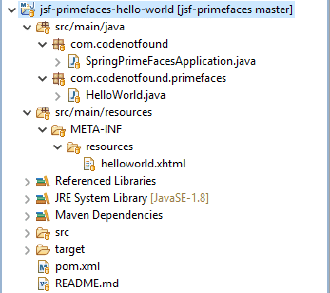 jsf-primefaces-hello-world [jsf-primefaces master]
src/main/java
com.codenotfound
SpringPrimeFacesApplication.java
com.codenotfound.primefaces
HelloWorld.java
src/main/resources
META-INF
resources
helloworld.xhtml
Referenced Libraries
JRE System Library [JavaSE-1.8]
Maven Dependencies
src
target
pom.xml
README.md